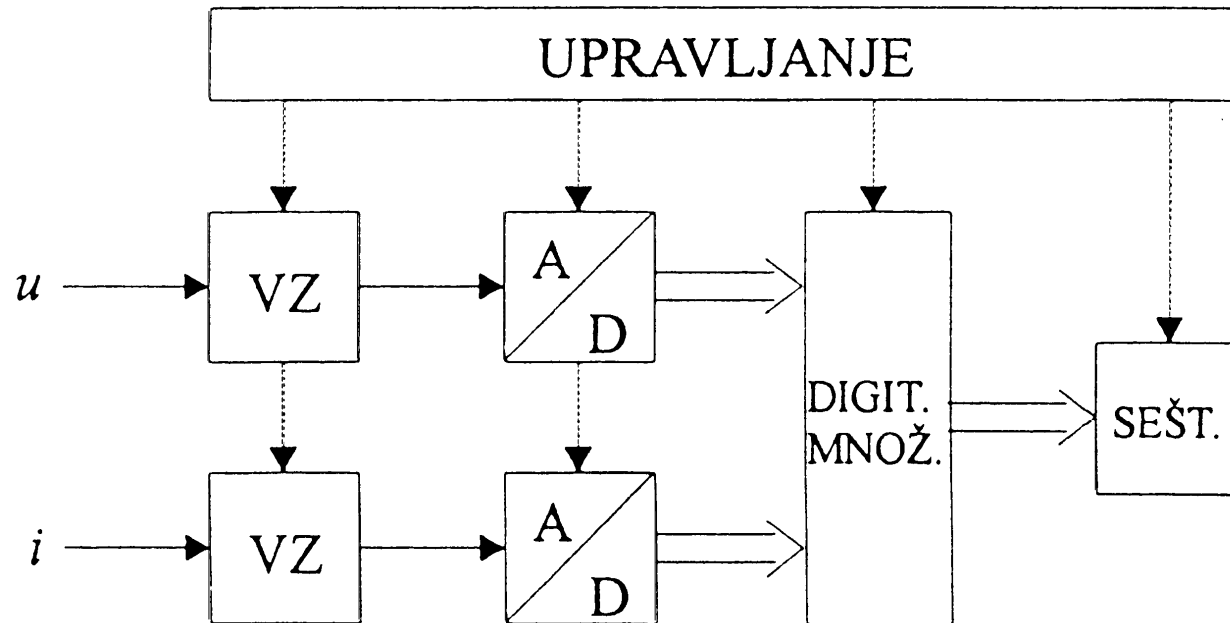 UPRAVLJANJE
u
VZ
A
D
DIGIT.
MNOŽ.
SEŠT.
i
VZ
A
D